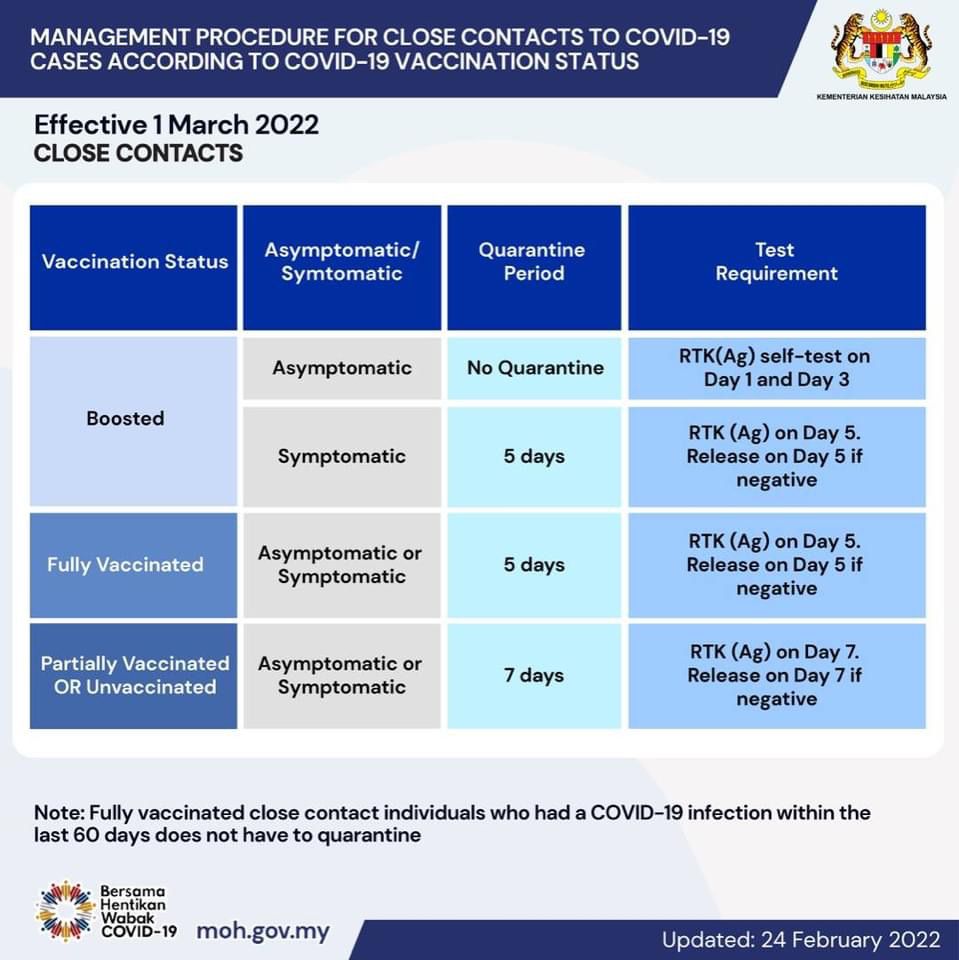 MANAGEMENT PROCEDURE FOR CLOSE CONTACTS TO COVID-19
CASES ACCORDING TO COVID-19 VACCINATION STATUS
KEMENTERIAN KESIHATAN MALAYSIA
Effective 1 March 2022
CLOSE CONTACTS
Vaccination Status
Asymptomatic/
Symtomatic
Quarantine
Period
Test
Requirement
Boosted
Asymptomatic
No Quarantine
RTK(Ag) self-test on
Day 1 and Day 3
Symptomatic
5 days
RTK (Ag) on Day 5.
Release on Day 5 if
negative
Fully Vaccinated
Asymptomatic or
Symptomatic
5 days
RTK (Ag) on Day 5.
Release on Day 5 if
negative
Partially Vaccinated
OR Unvaccinated
Asymptomatic or
Symptomatic
7 days
RTK (Ag) on Day 7.
Release on Day 7 if
negative
Note: Fully vaccinated close contact individuals who had a COVID-19 infection within the
last 60 days does not have to quarantine
Bersama
Hentikan
Wabak
COVID-19
moh.gov.my
Updated: 24 February 2022